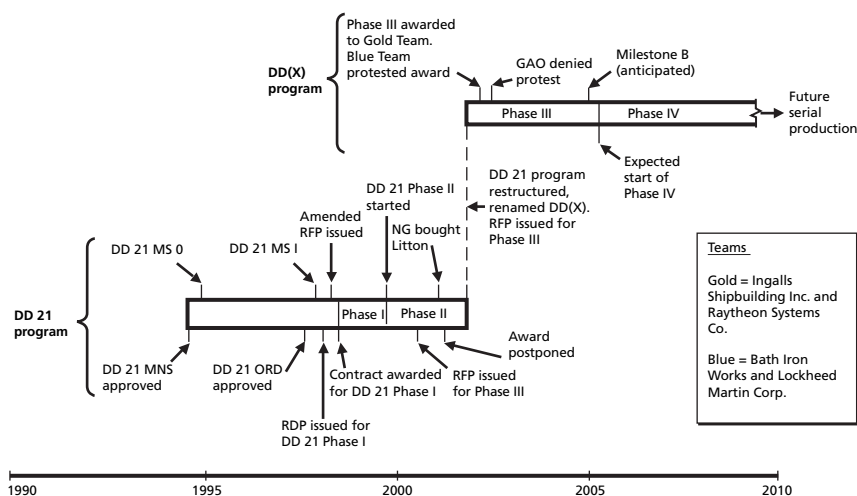 Phase III awarded
to Gold Team.
Blue Team
protested award
DD(X)
program
GAO denied
protest
Milestone B
(anticipated)
Phase III
Phase IV
Future
serial
production
Expected
start of
Phase IV
DD 21 program
restructured,
renamed DD(X).
RFP issued for
Phase III
DD 21 Phase II
started
Amended
RFP issued
NG bought
Litton
DD 21 MS 0
DD 21 MS I
DD 21
program
Phase I
Phase II
DD 21 MNS
approved
DD 21 ORD
approved
Contract awarded
for DD 21 Phase I
RFP issued
for Phase III
Award
postponed
RDP issued for
DD 21 Phase I
Teams
Gold = Ingalls
Shipbuilding Inc. and
Raytheon Systems
Co.
Blue = Bath Iron
Works and Lockheed
Martin Corp.
1990
1995
2000
2005
2010